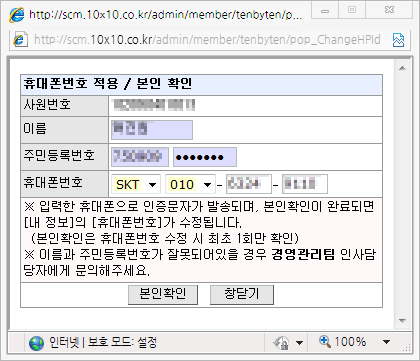 http://scm.10x10.co.kr/admin/member/tenbyten/p...
http://scm.10x10.co.kr/admin/member/tenbyten/pop_ChangeHPId
휴대폰번호 적용 / 본인 확인
사원번호
이름
주민등록번호 ●●●●●●●
휴대폰번호 SKT 010 - -
※ 입력한 휴대폰으로 인증문자가 발송되며, 본인확인이 완료되면
[내 정보]의 [휴대폰번호]가 수정됩니다.
(본인확인은 휴대폰번호 수정 시 최초 1회만 확인)
※ 이름과 주민등록번호가 잘못되어있을 경우 경영관리팀 인사담
당자에게 문의해주세요.
본인확인 창닫기
인터넷 | 보호 모드: 설정 100%